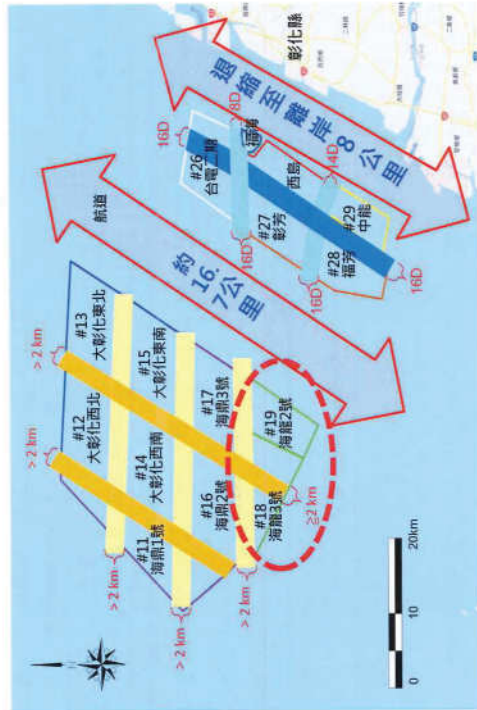 航道
約16.7公里
退縮至離岸8公里
彰化縣
> 2 km
> 2 km
> 2 km
> 2 km
> 2 km
≧2 km
#11
海鼎1號
#12
大彰化西北
#13
大彰化東北
#14
大彰化西南
#15
大彰化東南
#16
海鼎2號
#17
海鼎3號
#18
海龍3號
#19
海龍2號
16D
8D
#26
台電二期
福海
16D
#27
彰芳
西島
14D
16D
#28
福芳
#29
中能
16D
0
10
20km